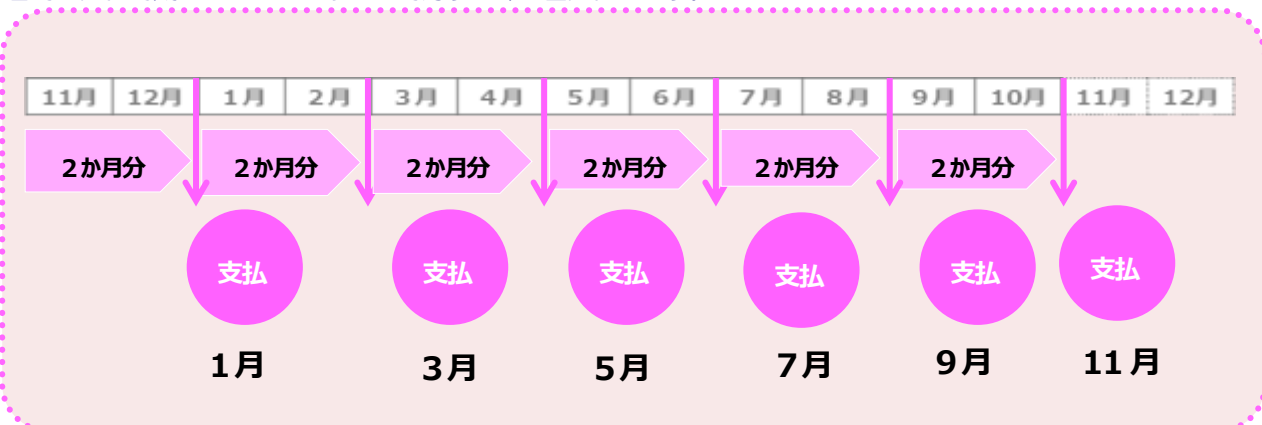 11月 12月 1月 2月 3月 4月 5月 6月 7月 8月 9月 10月 11月 12月
2か月分 2か月分 2か月分 2か月分 2か月分 2か月分
支払 支払 支払 支払 支払 支払
1月 3月 5月 7月 9月 11月